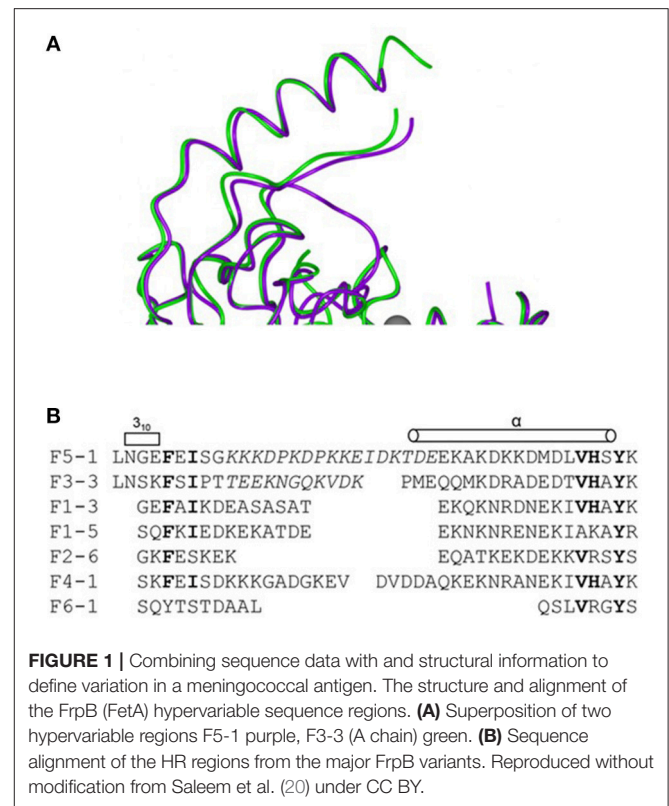 A
B
3₁₀ α
F5-1 LNGEFEISGKKKDPKDPKKEIDKTDEEKAKDKKDMDLVHSYK
F3-3 LNSKFSIPTTEEKNGQKVDK PMEQQMKDRADEDTVHAYK
F1-3 GEFAIKDEASASAT EKQKNRDNEKIVHAYK
F1-5 SQFKIEDKEKATDE EKNKNRENEKIAKAYR
F2-6 GKFESKEK EQATKEKDEKKVRSYS
F4-1 SKFEISDKKKGADGKEV DVDDAQKEKNRANEKIVHAYK
F6-1 SQYTSTDAAL QSLVRGYS
FIGURE 1 | Combining sequence data with and structural information to
define variation in a meningococcal antigen. The structure and alignment of
the FrpB (FetA) hypervariable sequence regions. (A) Superposition of two
hypervariable regions F5-1 purple, F3-3 (A chain) green. (B) Sequence
alignment of the HR regions from the major FrpB variants. Reproduced without
modification from Saleem et al. (20) under CC BY.